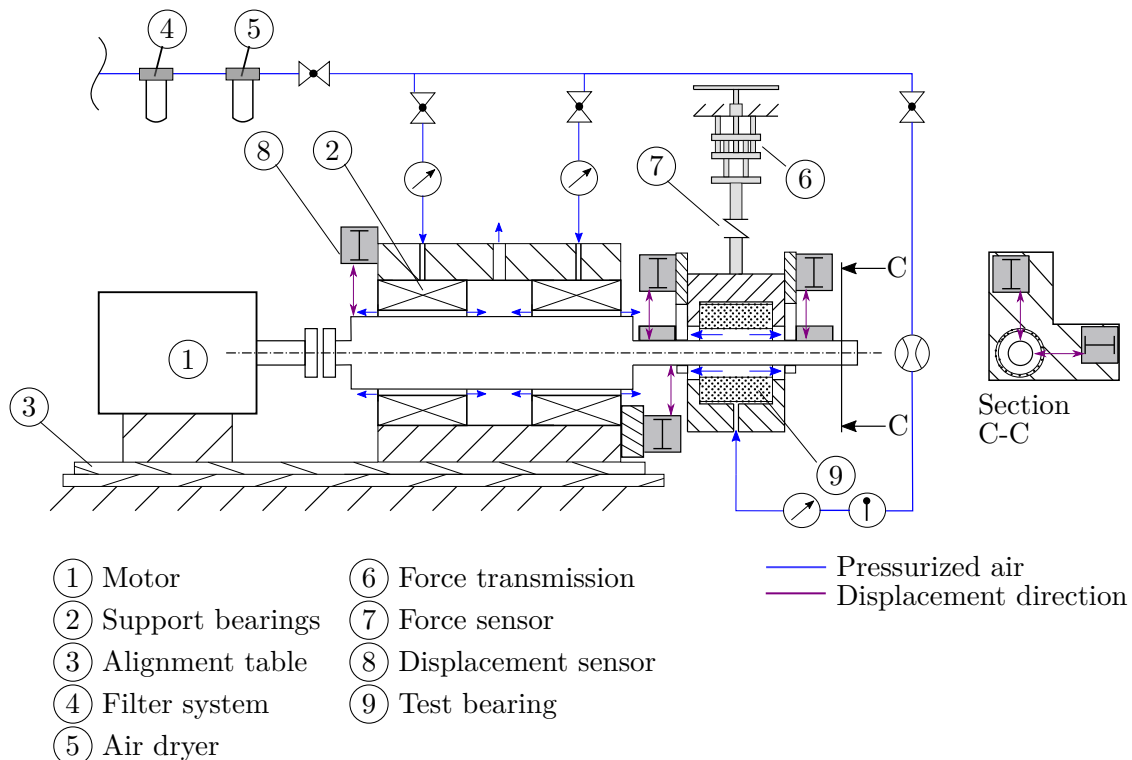 4
5
8
2
7
6
C
C
1
3
9
Section
C-C
1 Motor
2 Support bearings
3 Alignment table
4 Filter system
5 Air dryer
6 Force transmission
7 Force sensor
8 Displacement sensor
9 Test bearing
Pressurized air
Displacement direction